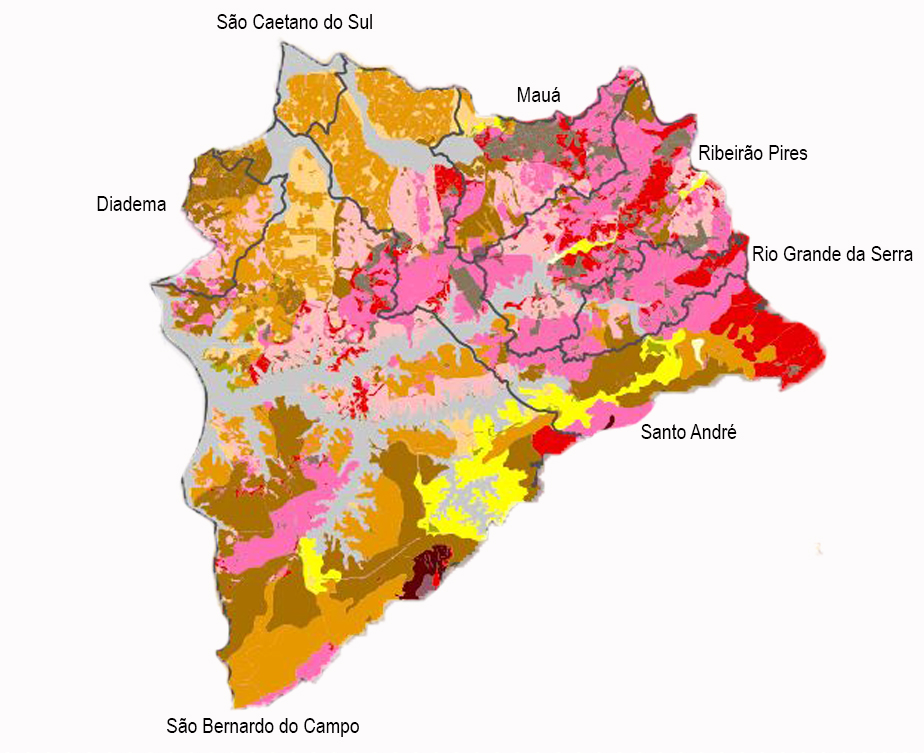 São Caetano do Sul
Mauá
Ribeirão Pires
Diadema
Rio Grande da Serra
Santo André
São Bernardo do Campo